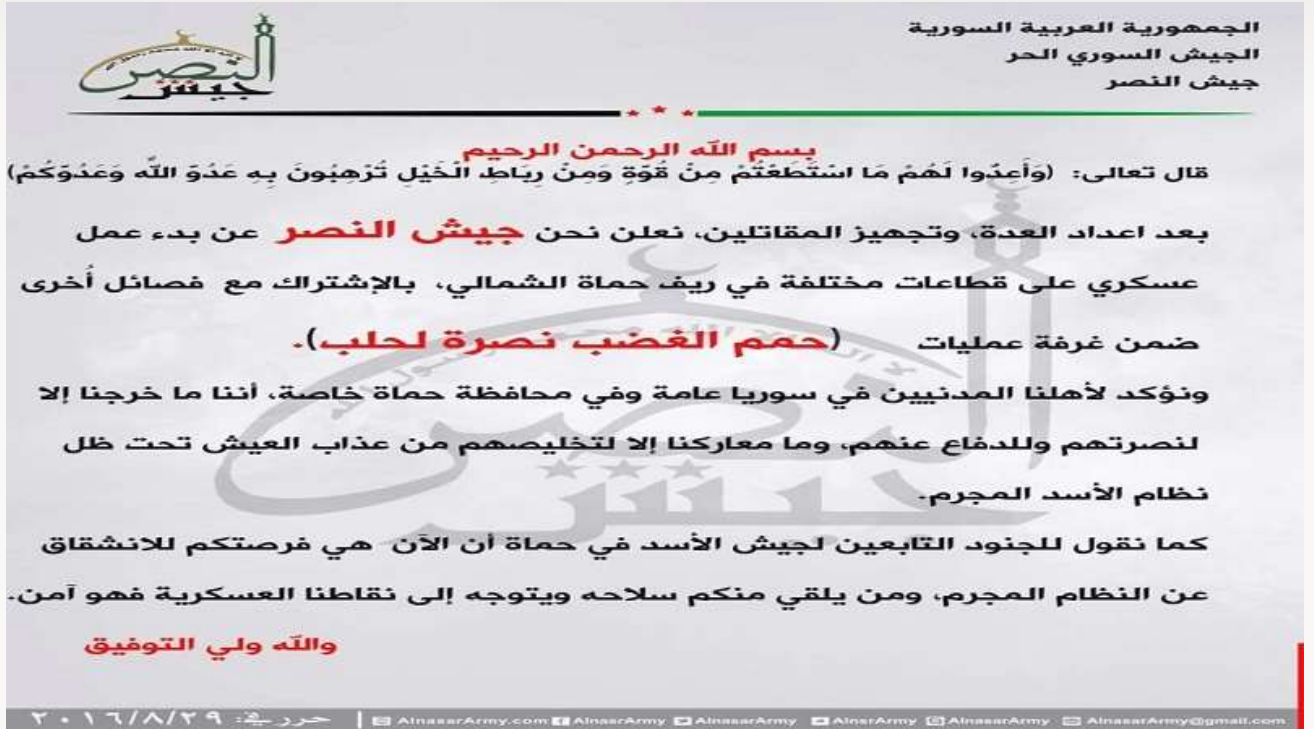 الجمهورية العربية السورية
الجيش السوري الحر
جيش النصر
جيش النصر
بسم الله الرحمن الرحيم
قال تعالى: (وَأَعِدُّوا لَهُمْ مَا اسْتَطَعْتُمْ مِنْ قُوَّةٍ وَمِنْ رِبَاطِ الْخَيْلِ تُرْهِبُونَ بِهِ عَدُوَّ اللَّه وَعَدُوَّكُمْ)
بعد اعداد العدة، وتجهيز المقاتلين، نعلن نحن جيش النصر عن بدء عمل
عسكري على قطاعات مختلفة في ريف حماة الشمالي، بالإشتراك مع فصائل أُخرى
ضمن غرفة عمليات (حمم الغضب نصرة لحلب).
ونؤكد لأهلنا المدنيين في سوريا عامة وفي محافظة حماة خاصة، أننا ما خرجنا إلا
لنصرتهم وللدفاع عنهم، وما معاركنا إلا لتخليصهم من عذاب العيش تحت ظل
نظام الأسد المجرم.
كما نقول للجنود التابعين لجيش الأسد في حماة أن الآن هي فرصتكم للانشقاق
عن النظام المجرم، ومن يلقي منكم سلاحه ويتوجه إلى نقاطنا العسكرية فهو آمن.
والله ولي التوفيق
حرر في: ٢٠١٦/٨/٢٩ | AlnasarArmy.com AlnasarArmy AlnasarArmy AlnsrArmy AlnasarArmy AlnasarArmy@gmail.com